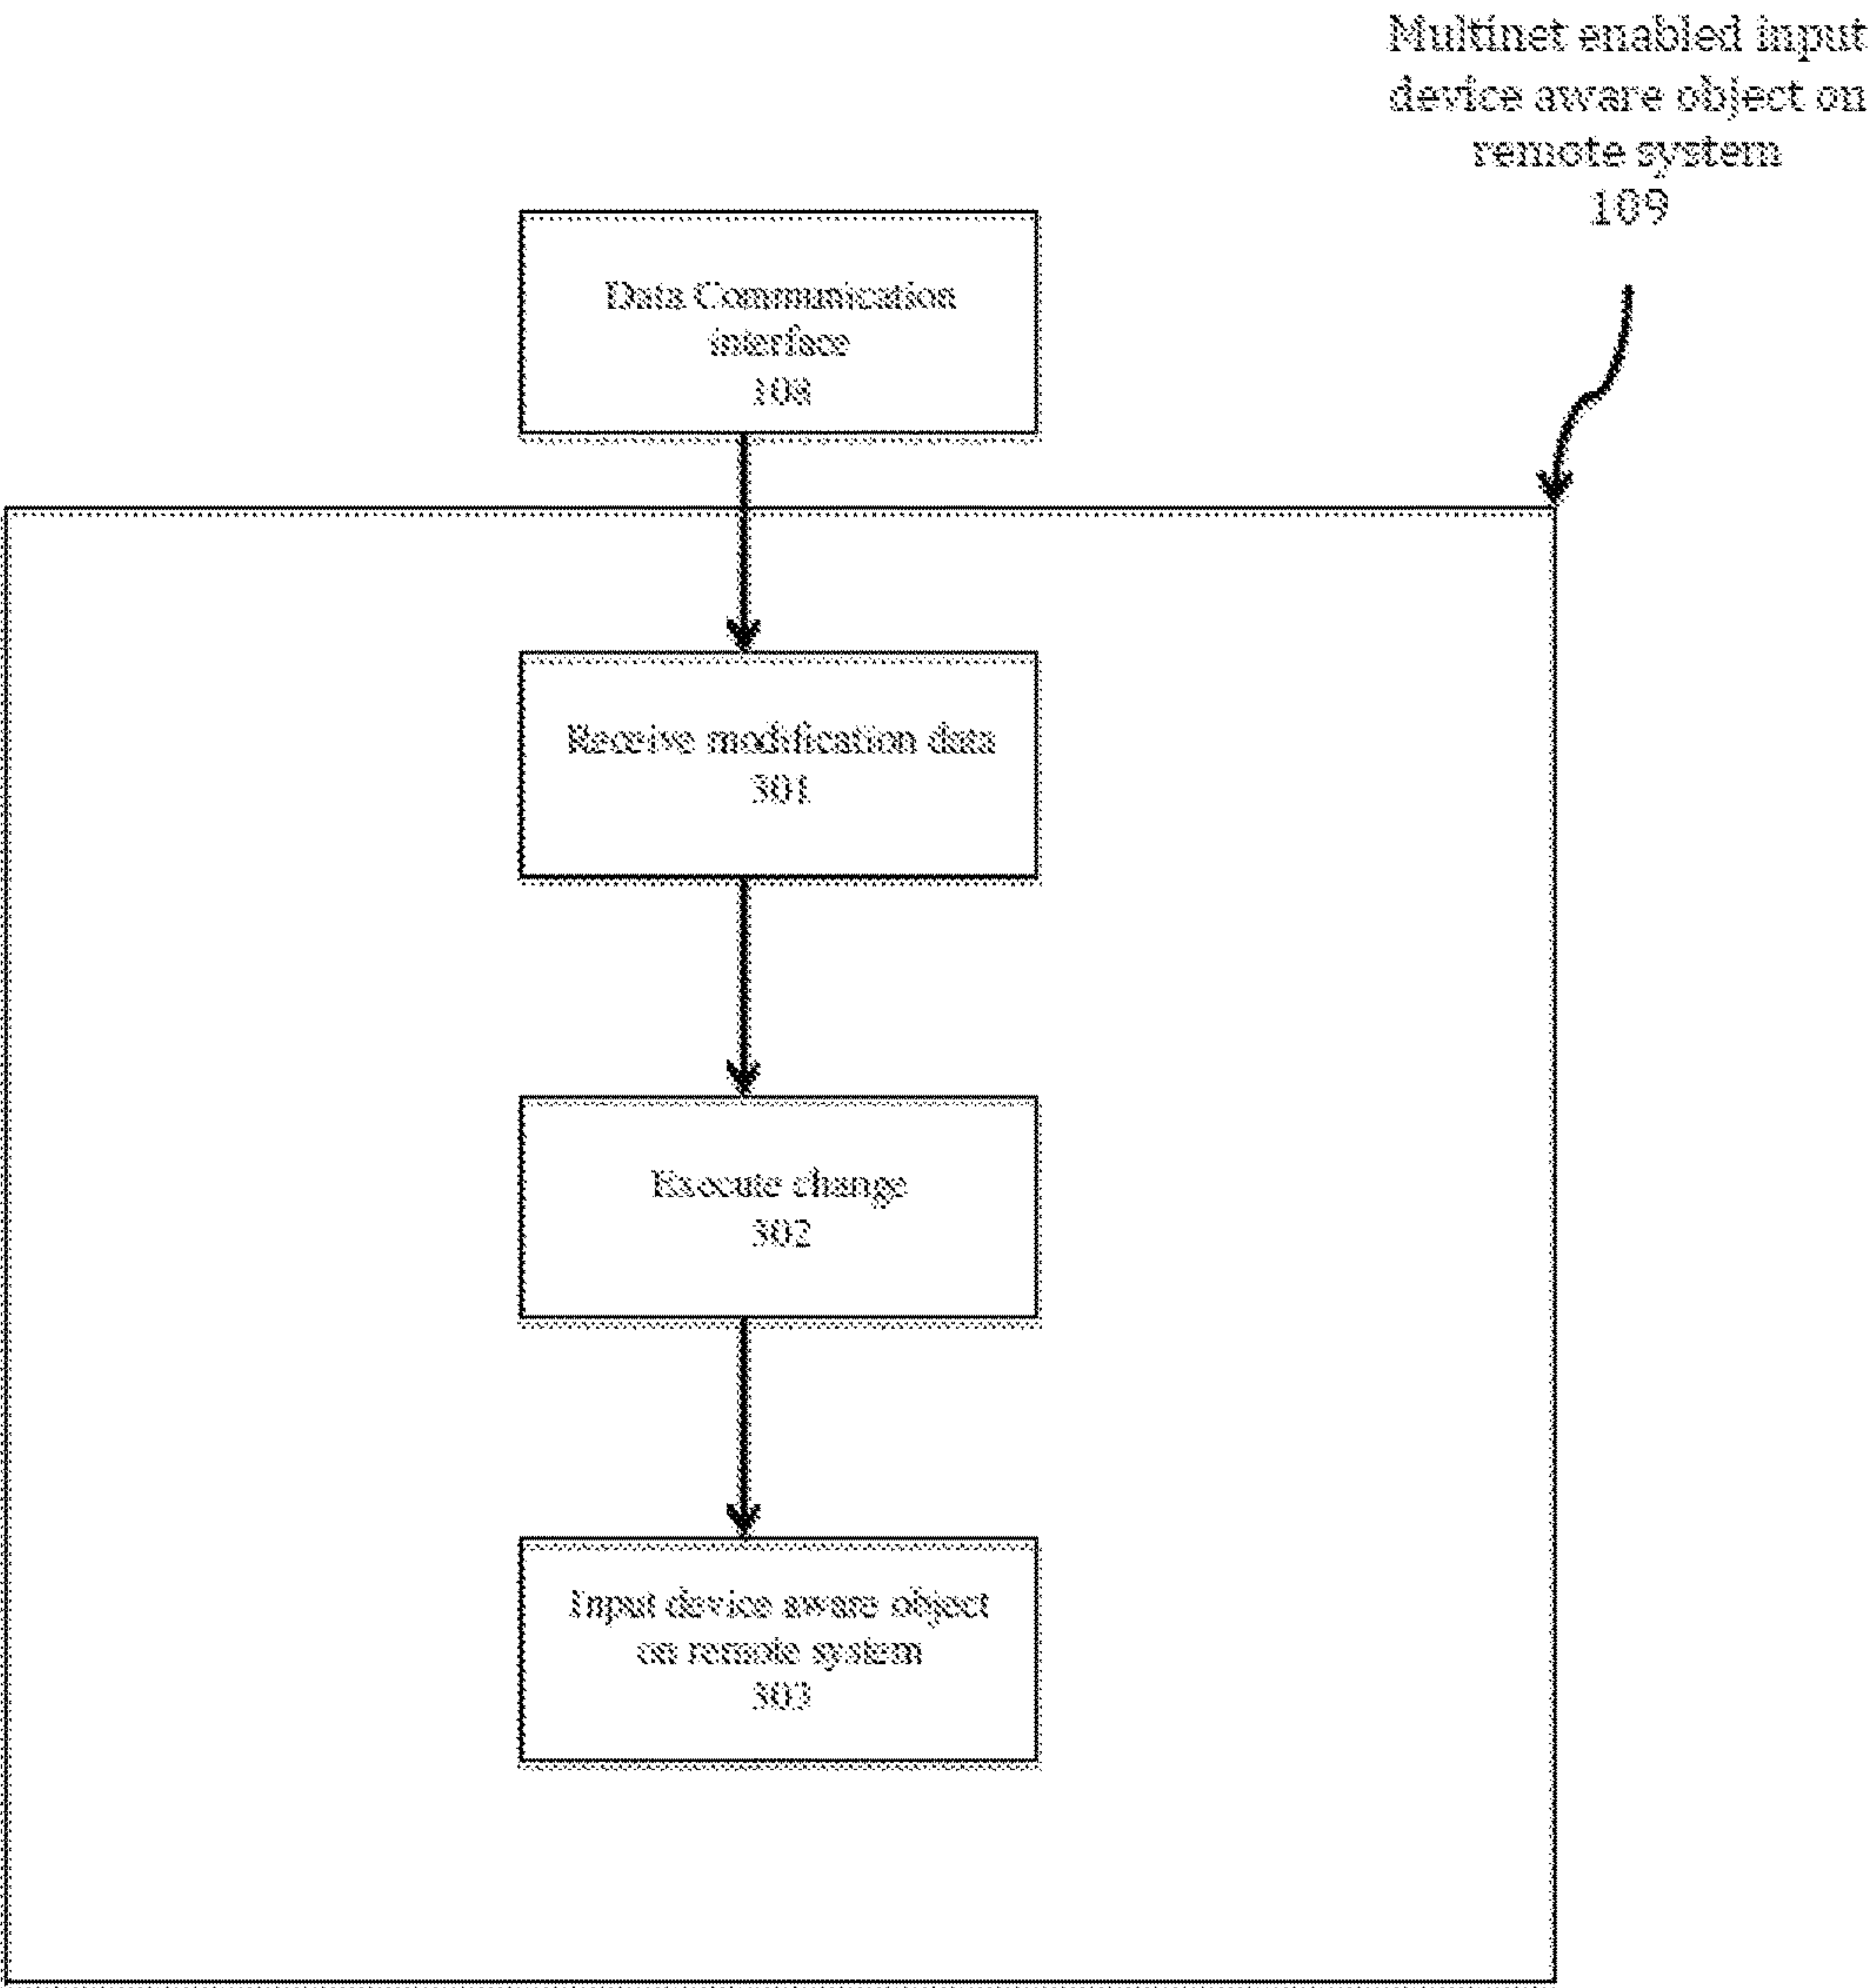 Multinet enabled input
device aware object on
remote system
109
Data Communication
interface
108
Receive modification data
301
Execute change
302
Input device aware object
on remote system
303